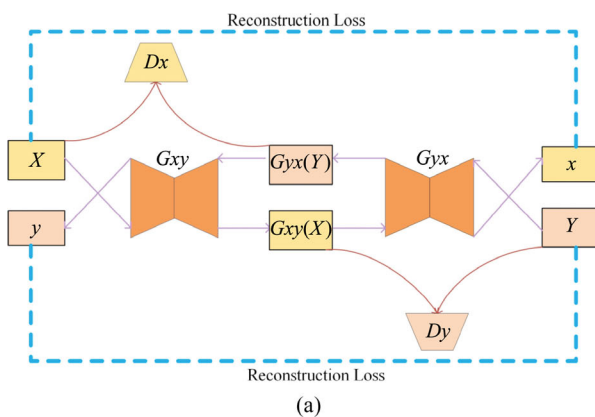 Reconstruction Loss
Dx
X
Gxy
Gyx(Y)
Gyx
x
y
Gxy(X)
Y
Dy
Reconstruction Loss
(a)